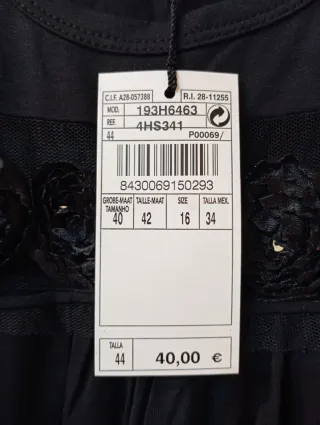 C.I.F. A28-057388 R.I. 28-11255
MOD. 193H6463
REF. 4HS341
44 P00069/
8430069150293
GROBE-MAAT TAILLE-MAAT SIZE TALLA MEX.
TAMANHO
40 42 16 34
TALLA
44 40,00 €